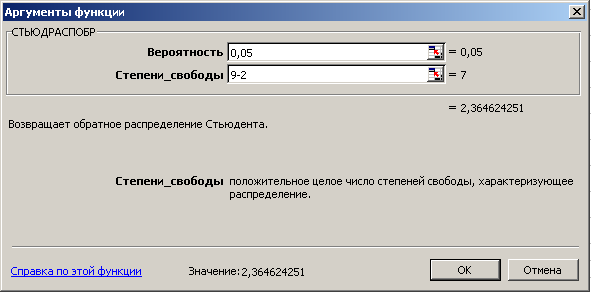 Аргументы функции
СТЬЮДРАСПОБР
Вероятность 0,05 = 0,05
Степени_свободы 9-2 = 7
= 2,364624251
Возвращает обратное распределение Стьюдента.
Степени_свободы положительное целое число степеней свободы, характеризующее
распределение.
Справка по этой функции Значение:2,364624251 ОК Отмена